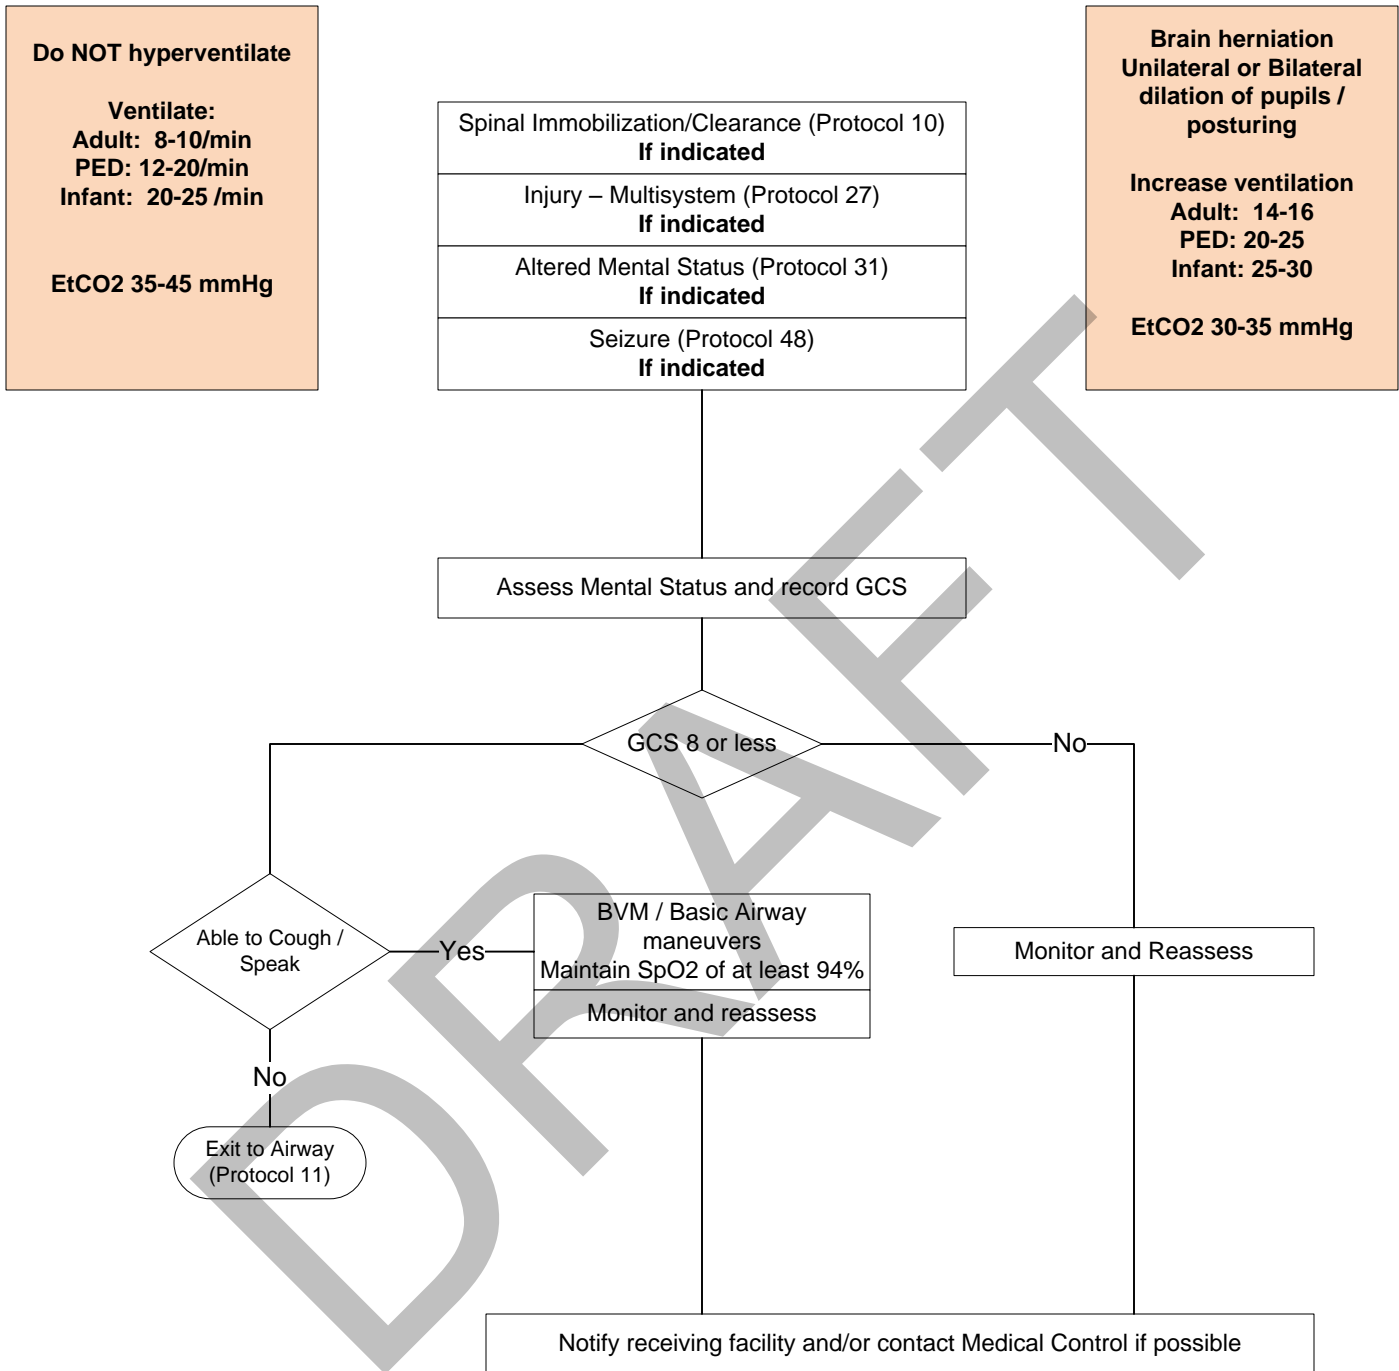 Do NOT hyperventilate
Ventilate:
Adult: 8-10/min
PED: 12-20/min
Infant: 20-25 /min
EtCO2 35-45 mmHg
Brain herniation
Unilateral or Bilateral
dilation of pupils /
posturing
Increase ventilation
Adult: 14-16
PED: 20-25
Infant: 25-30
EtCO2 30-35 mmHg
Spinal Immobilization/Clearance (Protocol 10)
If indicated
Injury – Multisystem (Protocol 27)
If indicated
Altered Mental Status (Protocol 31)
If indicated
Seizure (Protocol 48)
If indicated
Assess Mental Status and record GCS
GCS 8 or less
No
Able to Cough /
Speak
Yes
BVM / Basic Airway
maneuvers
Maintain SpO2 of at least 94%
Monitor and reassess
Monitor and Reassess
No
Exit to Airway
(Protocol 11)
Notify receiving facility and/or contact Medical Control if possible
DRAFT